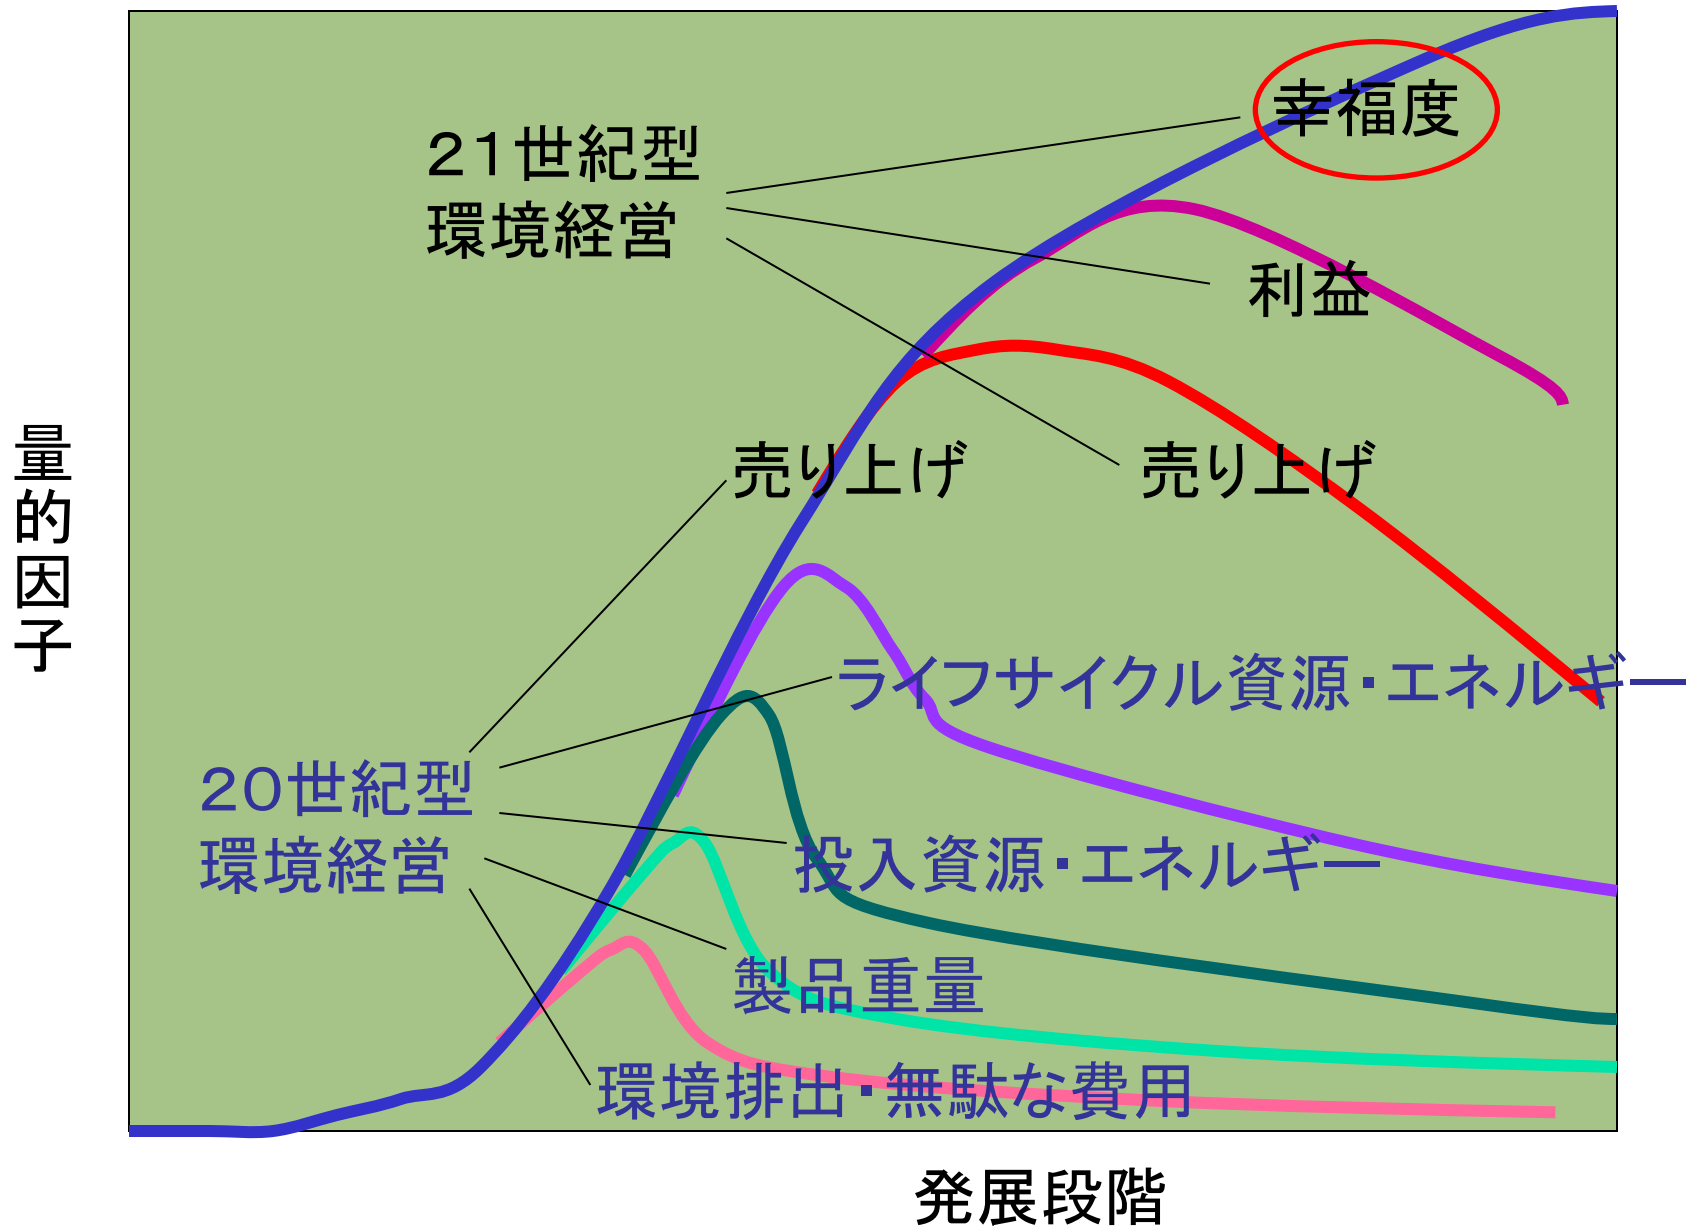 幸福度
２１世紀型
環境経営
利益
売り上げ
売り上げ
量的因子
ライフサイクル資源・エネルギー
２０世紀型
環境経営
投入資源・エネルギー
製品重量
環境排出・無駄な費用
発展段階